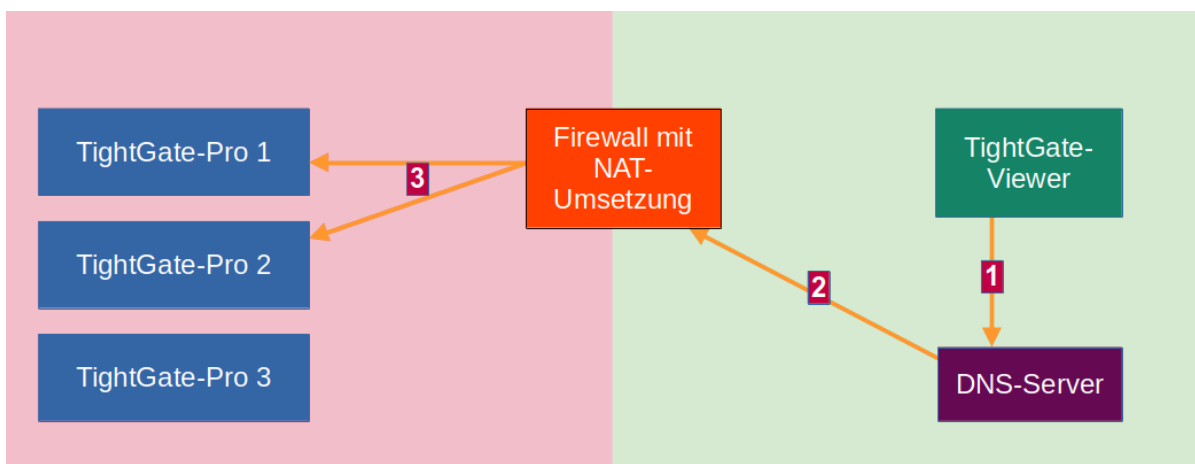 TightGate-Pro 1
TightGate-Pro 2
TightGate-Pro 3
3
Firewall mit
NAT-
Umsetzung
2
TightGate-
Viewer
1
DNS-Server